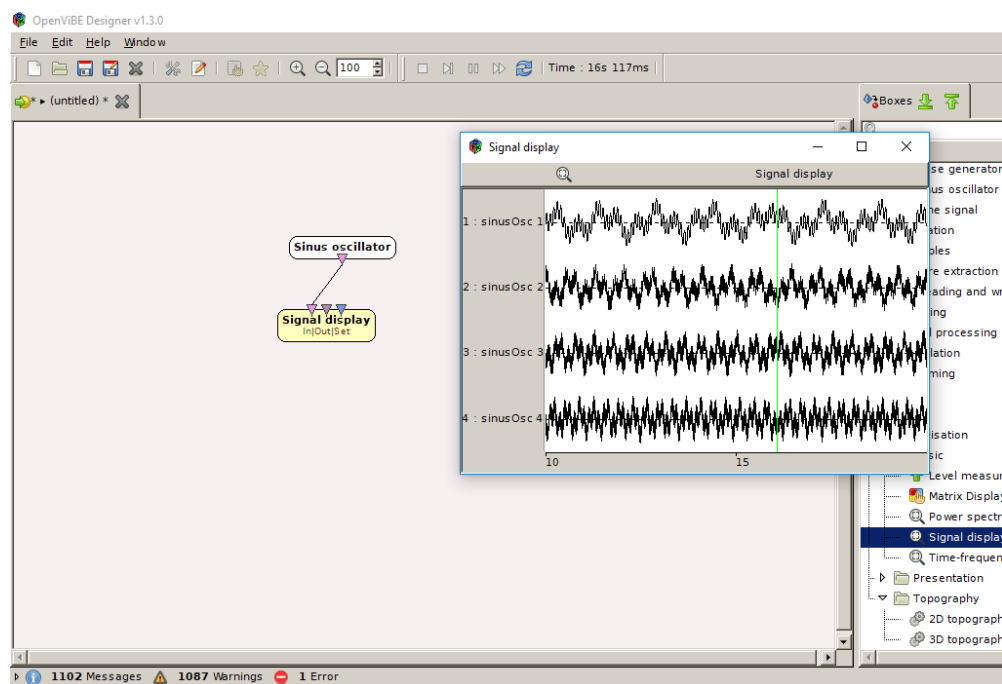 OpenViBE Designer v1.3.0
File Edit Help Window
100 Time : 16s 117ms
* ▸ (untitled) *
Boxes
Signal display
Signal display
se generator
us oscillator
ne signal
ation
bles
re extraction
eading and wr
ing
l processing
lation
ming
isation
sic
Level measur
Matrix Display
Power spectr
Signal display
Time-frequen
Presentation
Topography
2D topograph
3D topograph
1 : sinusOsc 1
2 : sinusOsc 2
3 : sinusOsc 3
4 : sinusOsc 4
10 15
Sinus oscillator
Signal display
In|Out|Set
1102 Messages 1087 Warnings 1 Error